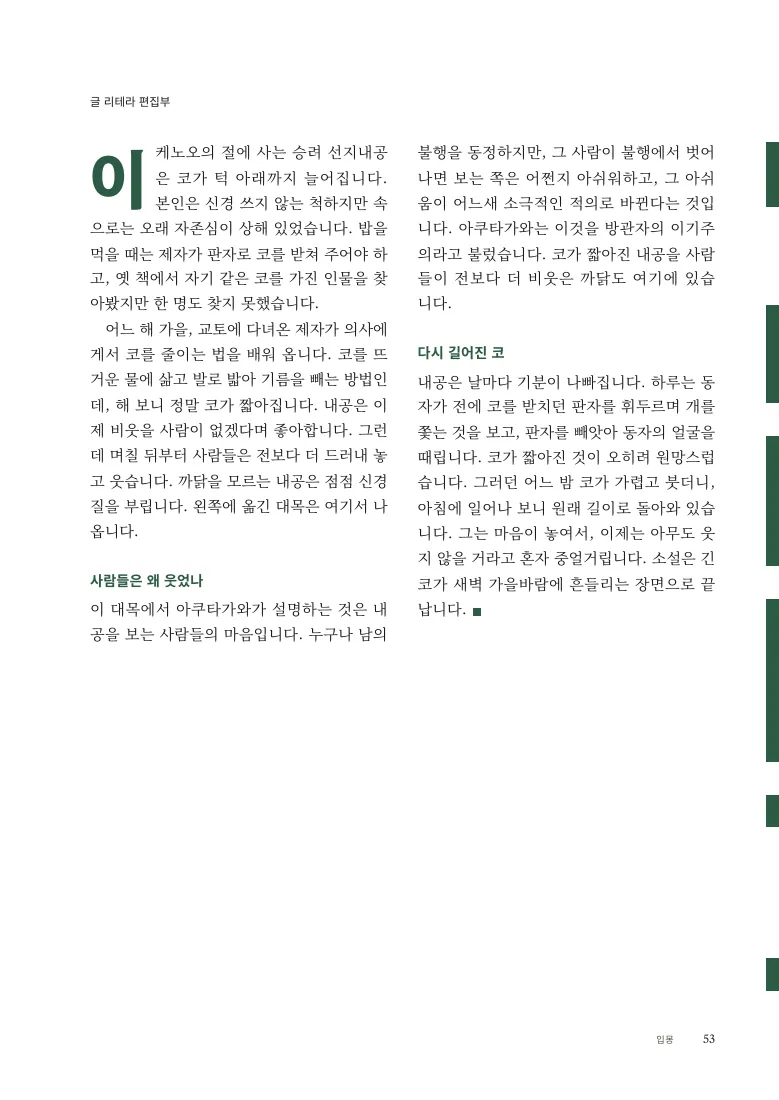 글 리테라 편집부
이케노오의 절에 사는 승려 선지내공
은 코가 턱 아래까지 늘어집니다.
본인은 신경 쓰지 않는 척하지만 속
으로는 오래 자존심이 상해 있었습니다. 밥을
먹을 때는 제자가 판자로 코를 받쳐 주어야 하
고, 옛 책에서 자기 같은 코를 가진 인물을 찾
아봤지만 한 명도 찾지 못했습니다.
어느 해 가을, 교토에 다녀온 제자가 의사에
게서 코를 줄이는 법을 배워 옵니다. 코를 뜨
거운 물에 삶고 발로 밟아 기름을 빼는 방법인
데, 해 보니 정말 코가 짧아집니다. 내공은 이
제 비웃을 사람이 없겠다며 좋아합니다. 그런
데 며칠 뒤부터 사람들은 전보다 더 드러내 놓
고 웃습니다. 까닭을 모르는 내공은 점점 신경
질을 부립니다. 왼쪽에 옮긴 대목은 여기서 나
옵니다.
사람들은 왜 웃었나
이 대목에서 아쿠타가와가 설명하는 것은 내
공을 보는 사람들의 마음입니다. 누구나 남의
불행을 동정하지만, 그 사람이 불행에서 벗어
나면 보는 쪽은 어쩐지 아쉬워하고, 그 아쉬
움이 어느새 소극적인 적의로 바뀐다는 것입
니다. 아쿠타가와는 이것을 방관자의 이기주
의라고 불렀습니다. 코가 짧아진 내공을 사람
들이 전보다 더 비웃은 까닭도 여기에 있습
니다.
다시 길어진 코
내공은 날마다 기분이 나빠집니다. 하루는 동
자가 전에 코를 받치던 판자를 휘두르며 개를
쫓는 것을 보고, 판자를 빼앗아 동자의 얼굴을
때립니다. 코가 짧아진 것이 오히려 원망스럽
습니다. 그러던 어느 밤 코가 가렵고 붓더니,
아침에 일어나 보니 원래 길이로 돌아와 있습
니다. 그는 마음이 놓여서, 이제는 아무도 웃
지 않을 거라고 혼자 중얼거립니다. 소설은 긴
코가 새벽 가을바람에 흔들리는 장면으로 끝
납니다. ■
입몽 53